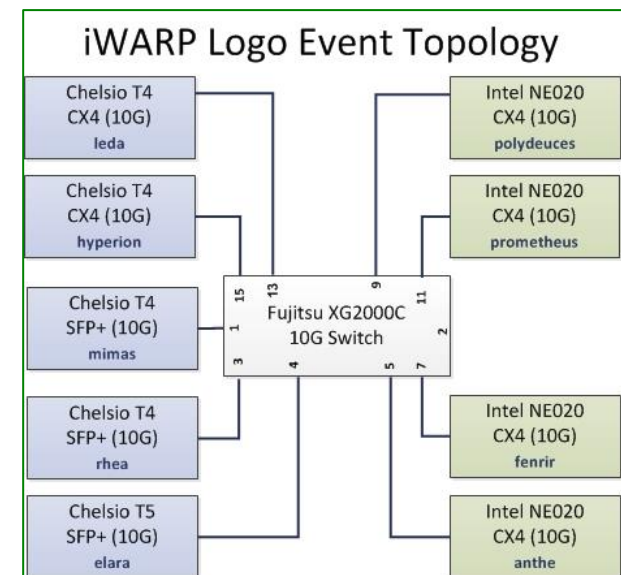 iWARP Logo Event Topology
Chelsio T4
CX4 (10G)
leda
Intel NE020
CX4 (10G)
polydeuces
Chelsio T4
CX4 (10G)
hyperion
Intel NE020
CX4 (10G)
prometheus
15
13
9
11
Chelsio T4
SFP+ (10G)
mimas
1
Fujitsu XG2000C
10G Switch
2
3
4
5
7
Chelsio T4
SFP+ (10G)
rhea
Intel NE020
CX4 (10G)
fenrir
Chelsio T5
SFP+ (10G)
elara
Intel NE020
CX4 (10G)
anthe